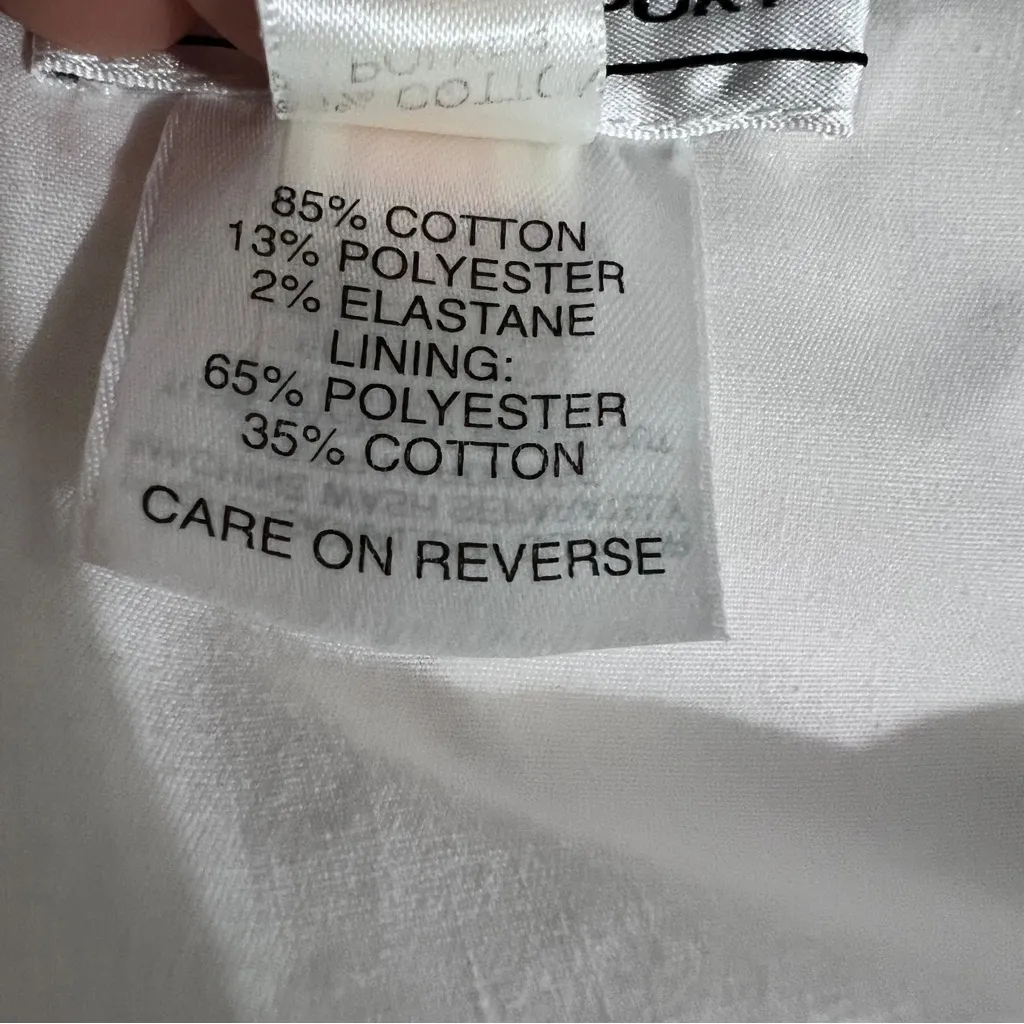 85% COTTON
13% POLYESTER
2% ELASTANE
LINING:
65% POLYESTER
35% COTTON
CARE ON REVERSE